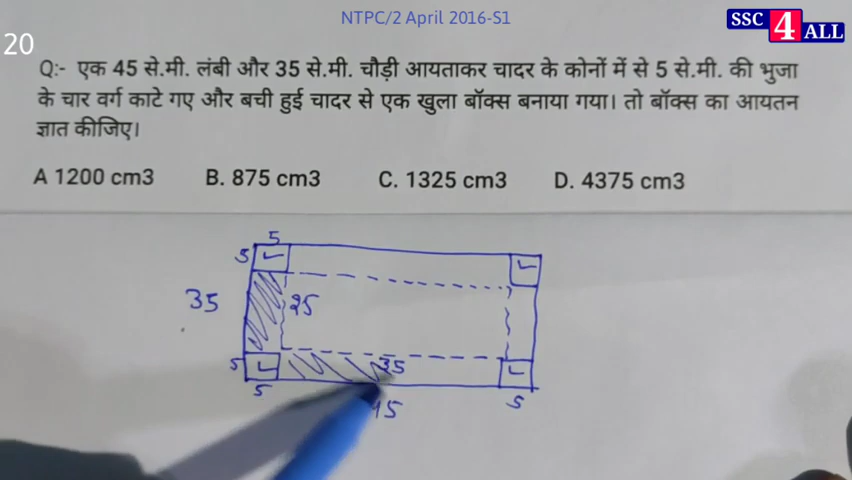 NTPC/2 April 2016-S1
SSC 4 ALL
20
Q:- एक 45 से.मी. लंबी और 35 से.मी. चौड़ी आयताकर चादर के कोनों में से 5 से.मी. की भुजा
के चार वर्ग काटे गए और बची हुई चादर से एक खुला बॉक्स बनाया गया। तो बॉक्स का आयतन
ज्ञात कीजिए।
A 1200 cm3 B. 875 cm3 C. 1325 cm3 D. 4375 cm3
5
5
35 25
5 35
5 45 5